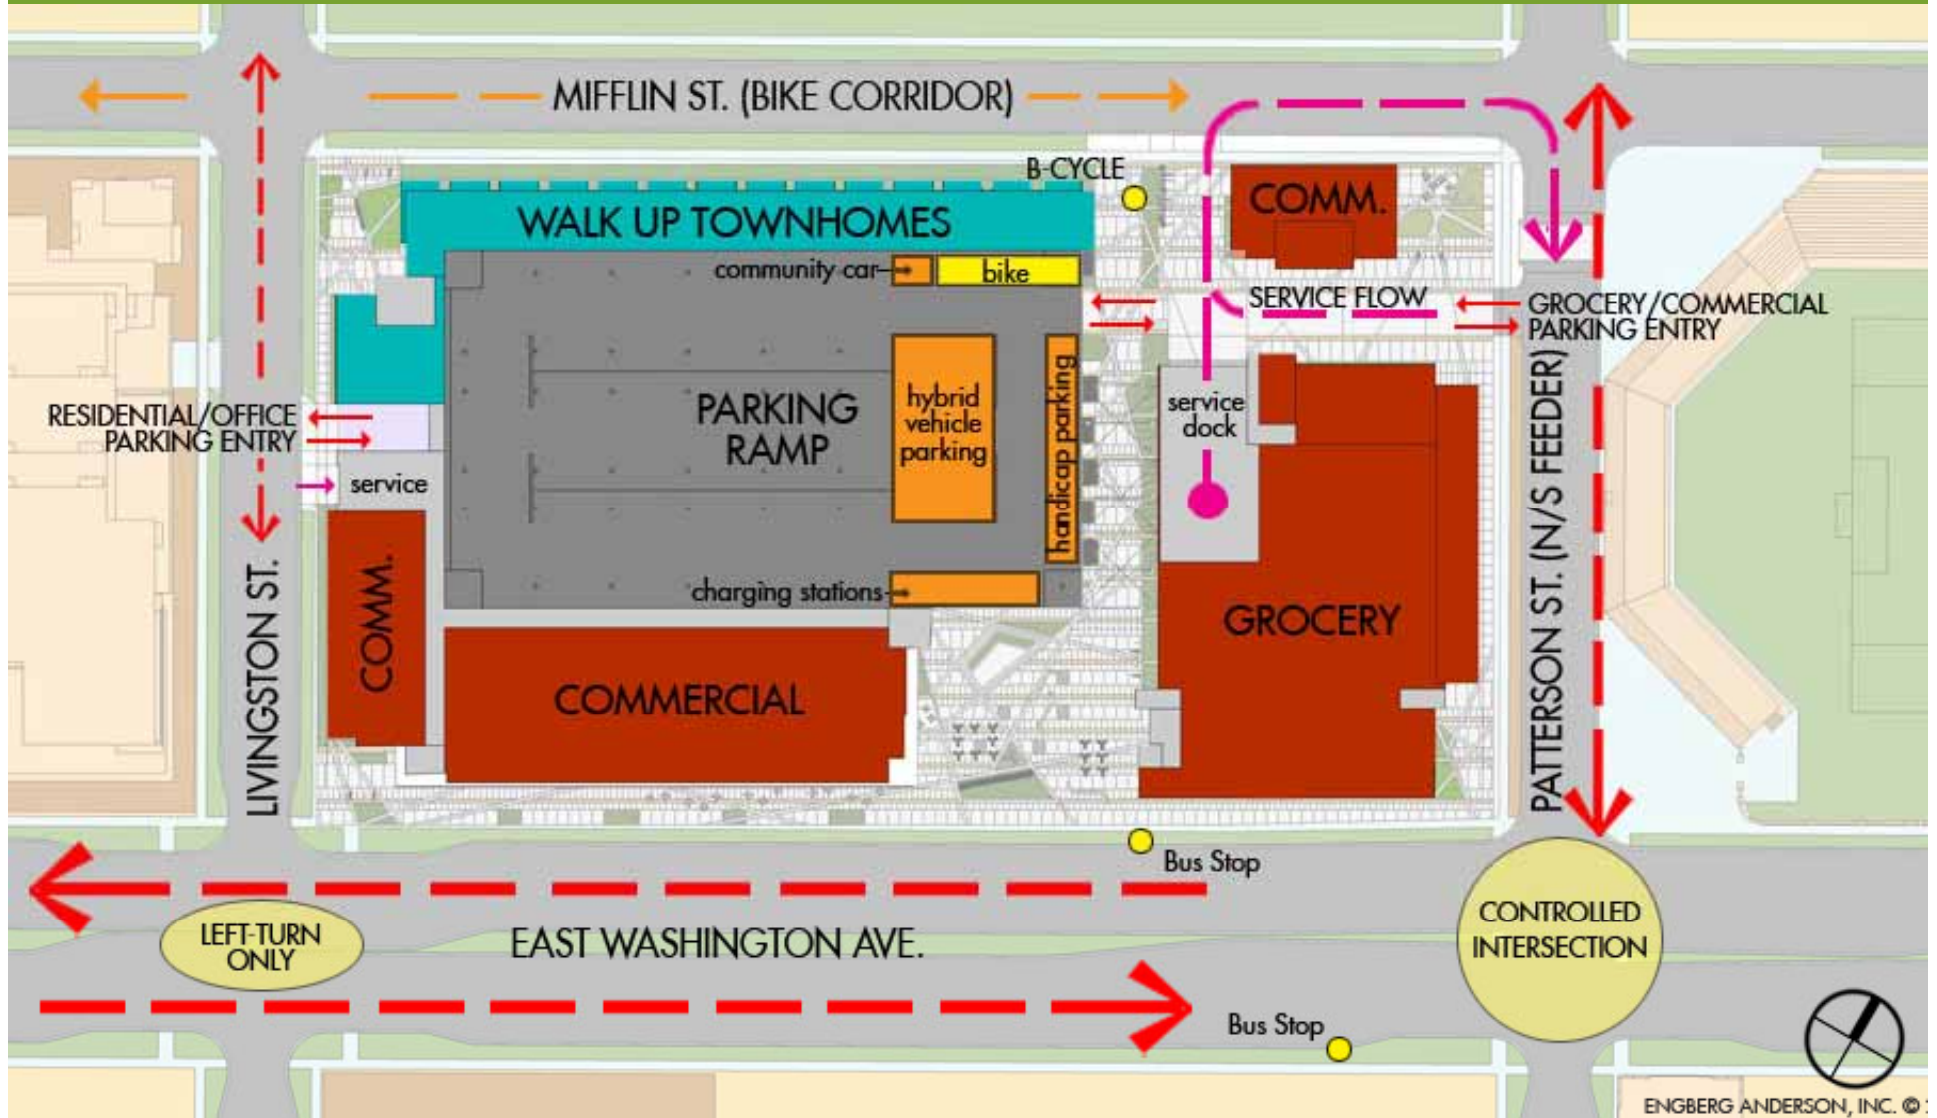 MIFFLIN ST. (BIKE CORRIDOR)
B-CYCLE
COMM.
WALK UP TOWNHOMES
community car
bike
SERVICE FLOW
GROCERY/COMMERCIAL
PARKING ENTRY
RESIDENTIAL/OFFICE
PARKING ENTRY
PARKING
RAMP
hybrid
vehicle
parking
handicap parking
service
dock
service
charging stations
COMM.
COMMERCIAL
GROCERY
LIVINGSTON ST.
PATTERSON ST. (N/S FEEDER)
Bus Stop
LEFT-TURN
ONLY
EAST WASHINGTON AVE.
CONTROLLED
INTERSECTION
Bus Stop
ENGBERG ANDERSON, INC. ©